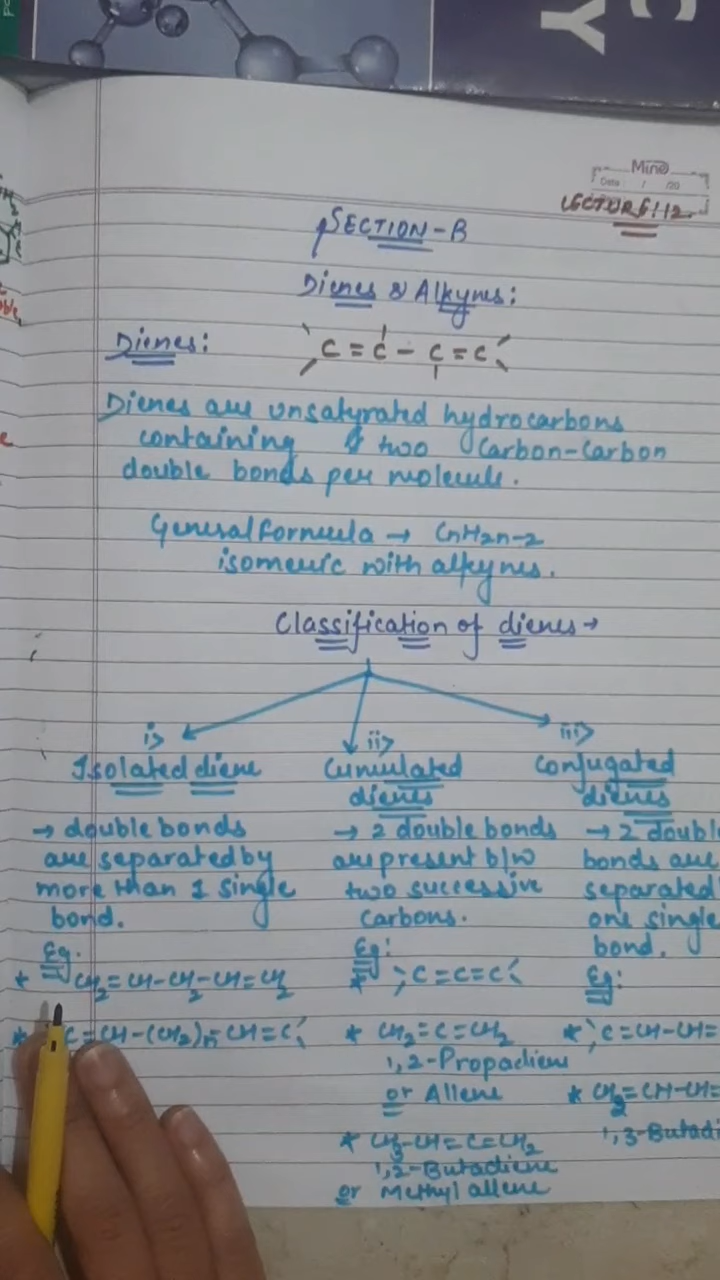 C
Y
Mino
Date / /20
LECTURE:12
SECTION-B
Dienes & Alkynes:
Dienes: C=C-C=C
Dienes are unsaturated hydrocarbons
containing two Carbon-Carbon
double bonds per molecule.
General formula → CnH2n-2
isomeric with alkynes.
Classification of dienes→
i>
Isolated diene
→ double bonds
are separated by
more than 1 single
bond.
Eg.
* CH2=CH-CH2-CH=CH2
* C=CH-(CH2)n-CH=C
ii>
Cumulated
dienes
→ 2 double bonds
are present b/w
two successive
carbons.
Eg:
* C=C=C
* CH2=C=CH2
1,2-Propadiene
or Allene
* CH3-CH=C=CH2
1,2-Butadiene
or Methyl allene
iii>
Conjugated
dienes
→ 2 double
bonds are
separated
one single
bond.
Eg:
* C=CH-CH=
* CH2=CH-CH=
1,3-Butadi